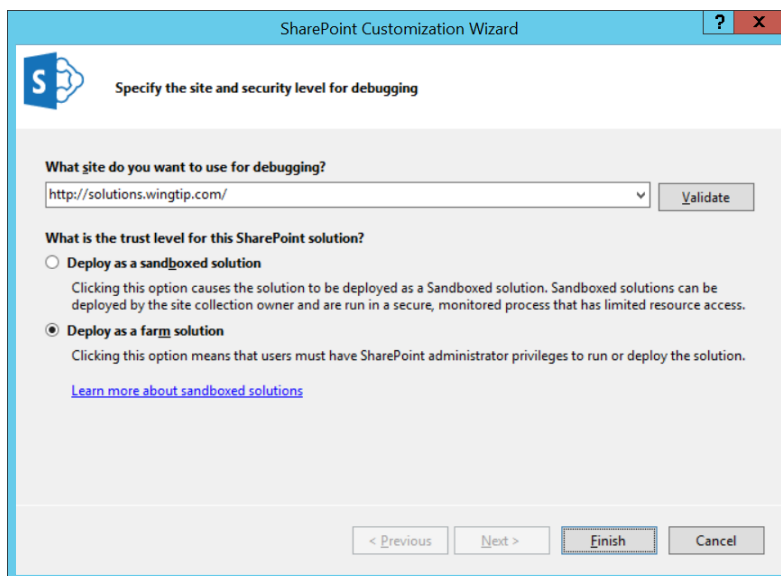 SharePoint Customization Wizard
?
X
S
Specify the site and security level for debugging
What site do you want to use for debugging?
http://solutions.wingtip.com/
Validate
What is the trust level for this SharePoint solution?
Deploy as a sandboxed solution
Clicking this option causes the solution to be deployed as a Sandboxed solution. Sandboxed solutions can be
deployed by the site collection owner and are run in a secure, monitored process that has limited resource access.
Deploy as a farm solution
Clicking this option means that users must have SharePoint administrator privileges to run or deploy the solution.
Learn more about sandboxed solutions
< Previous
Next >
Finish
Cancel